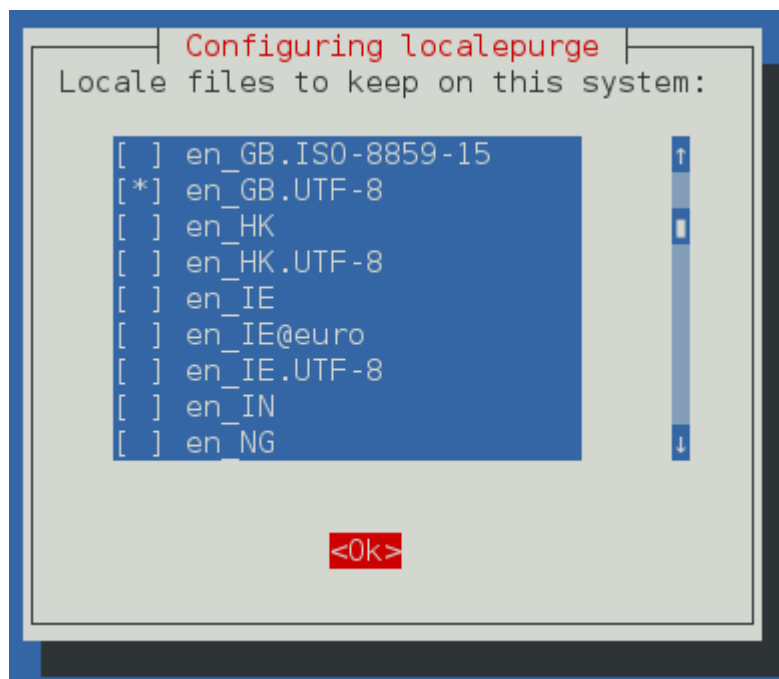 Configuring localepurge
Locale files to keep on this system:
[ ] en_GB.ISO-8859-15
[*] en_GB.UTF-8
[ ] en_HK
[ ] en_HK.UTF-8
[ ] en_IE
[ ] en_IE@euro
[ ] en_IE.UTF-8
[ ] en_IN
[ ] en_NG
<Ok>